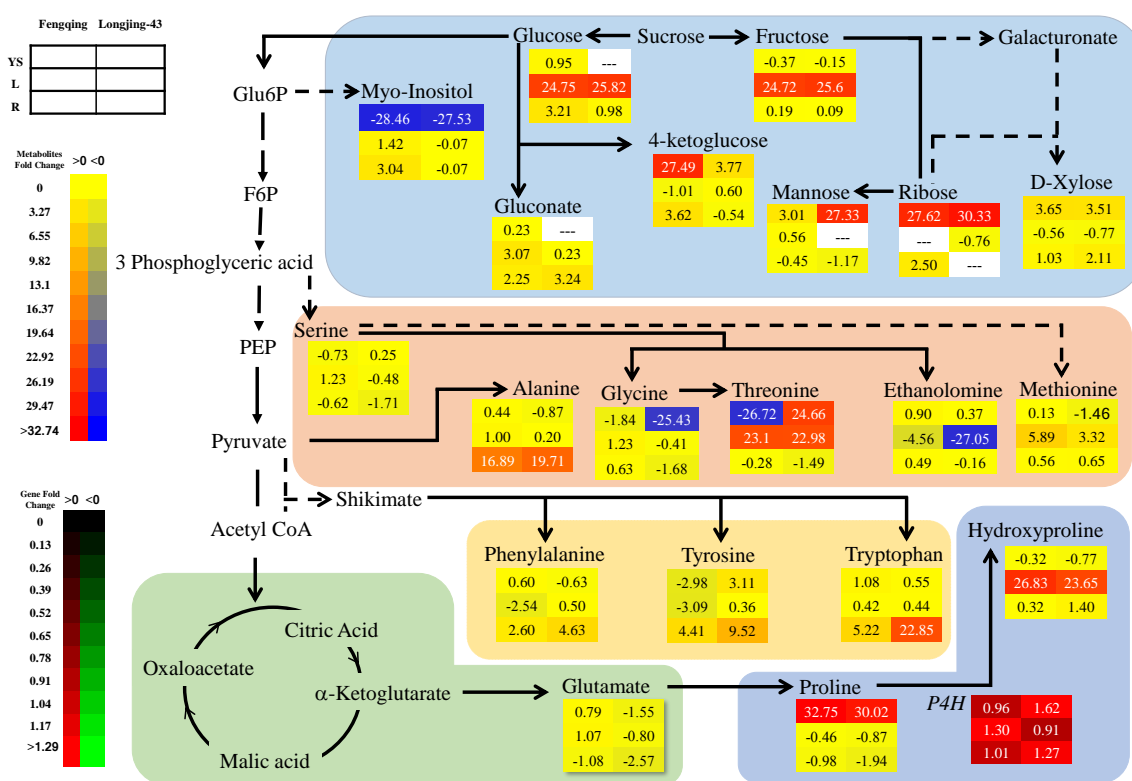 Fengqing Longjing-43
YS
L
R
Glucose Sucrose Fructose Galacturonate
0.95 ---
24.75 25.82
3.21 0.98
-0.37 -0.15
24.72 25.6
0.19 0.09
Glu6P Myo-Inositol
-28.46 -27.53
1.42 -0.07
3.04 -0.07
4-ketoglucose
27.49 3.77
-1.01 0.60
3.62 -0.54
Gluconate
0.23 ---
3.07 0.23
2.25 3.24
Mannose
3.01 27.33
0.56 ---
-0.45 -1.17
Ribose
27.62 30.33
--- -0.76
2.50 ---
D-Xylose
3.65 3.51
-0.56 -0.77
1.03 2.11
Metabolites
Fold Change
>0 <0
0
3.27
6.55
9.82
13.1
16.37
19.64
22.92
26.19
29.47
>32.74
F6P
3 Phosphoglyceric acid
PEP
Pyruvate
Acetyl CoA
Serine
-0.73 0.25
1.23 -0.48
-0.62 -1.71
Alanine
0.44 -0.87
1.00 0.20
16.89 19.71
Glycine
-1.84 -25.43
1.23 -0.41
0.63 -1.68
Threonine
-26.72 24.66
23.1 22.98
-0.28 -1.49
Ethanolomine
0.90 0.37
-4.56 -27.05
0.49 -0.16
Methionine
0.13 -1.46
5.89 3.32
0.56 0.65
Gene Fold
Change
>0 <0
0
0.13
0.26
0.39
0.52
0.65
0.78
0.91
1.04
1.17
>1.29
Shikimate
Phenylalanine
0.60 -0.63
-2.54 0.50
2.60 4.63
Tyrosine
-2.98 3.11
-3.09 0.36
4.41 9.52
Tryptophan
1.08 0.55
0.42 0.44
5.22 22.85
Hydroxyproline
-0.32 -0.77
26.83 23.65
0.32 1.40
Citric Acid
Oxaloacetate
α-Ketoglutarate
Malic acid
Glutamate
0.79 -1.55
1.07 -0.80
-1.08 -2.57
Proline
32.75 30.02
-0.46 -0.87
-0.98 -1.94
P4H
0.96 1.62
1.30 0.91
1.01 1.27